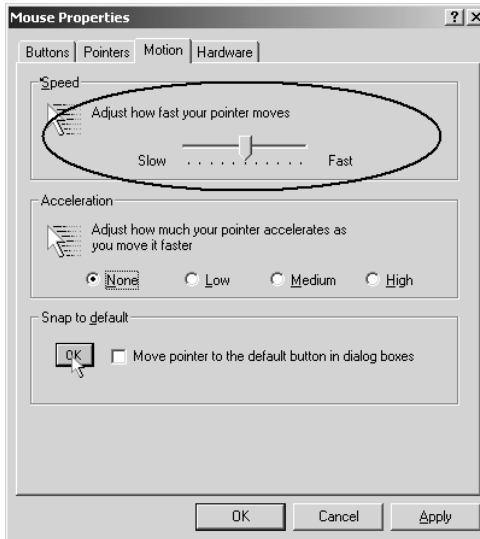 Mouse Properties
? X
Buttons Pointers Motion Hardware
Speed
Adjust how fast your pointer moves
Slow Fast
Acceleration
Adjust how much your pointer accelerates as
you move it faster
None Low Medium High
Snap to default
OK Move pointer to the default button in dialog boxes
OK Cancel Apply